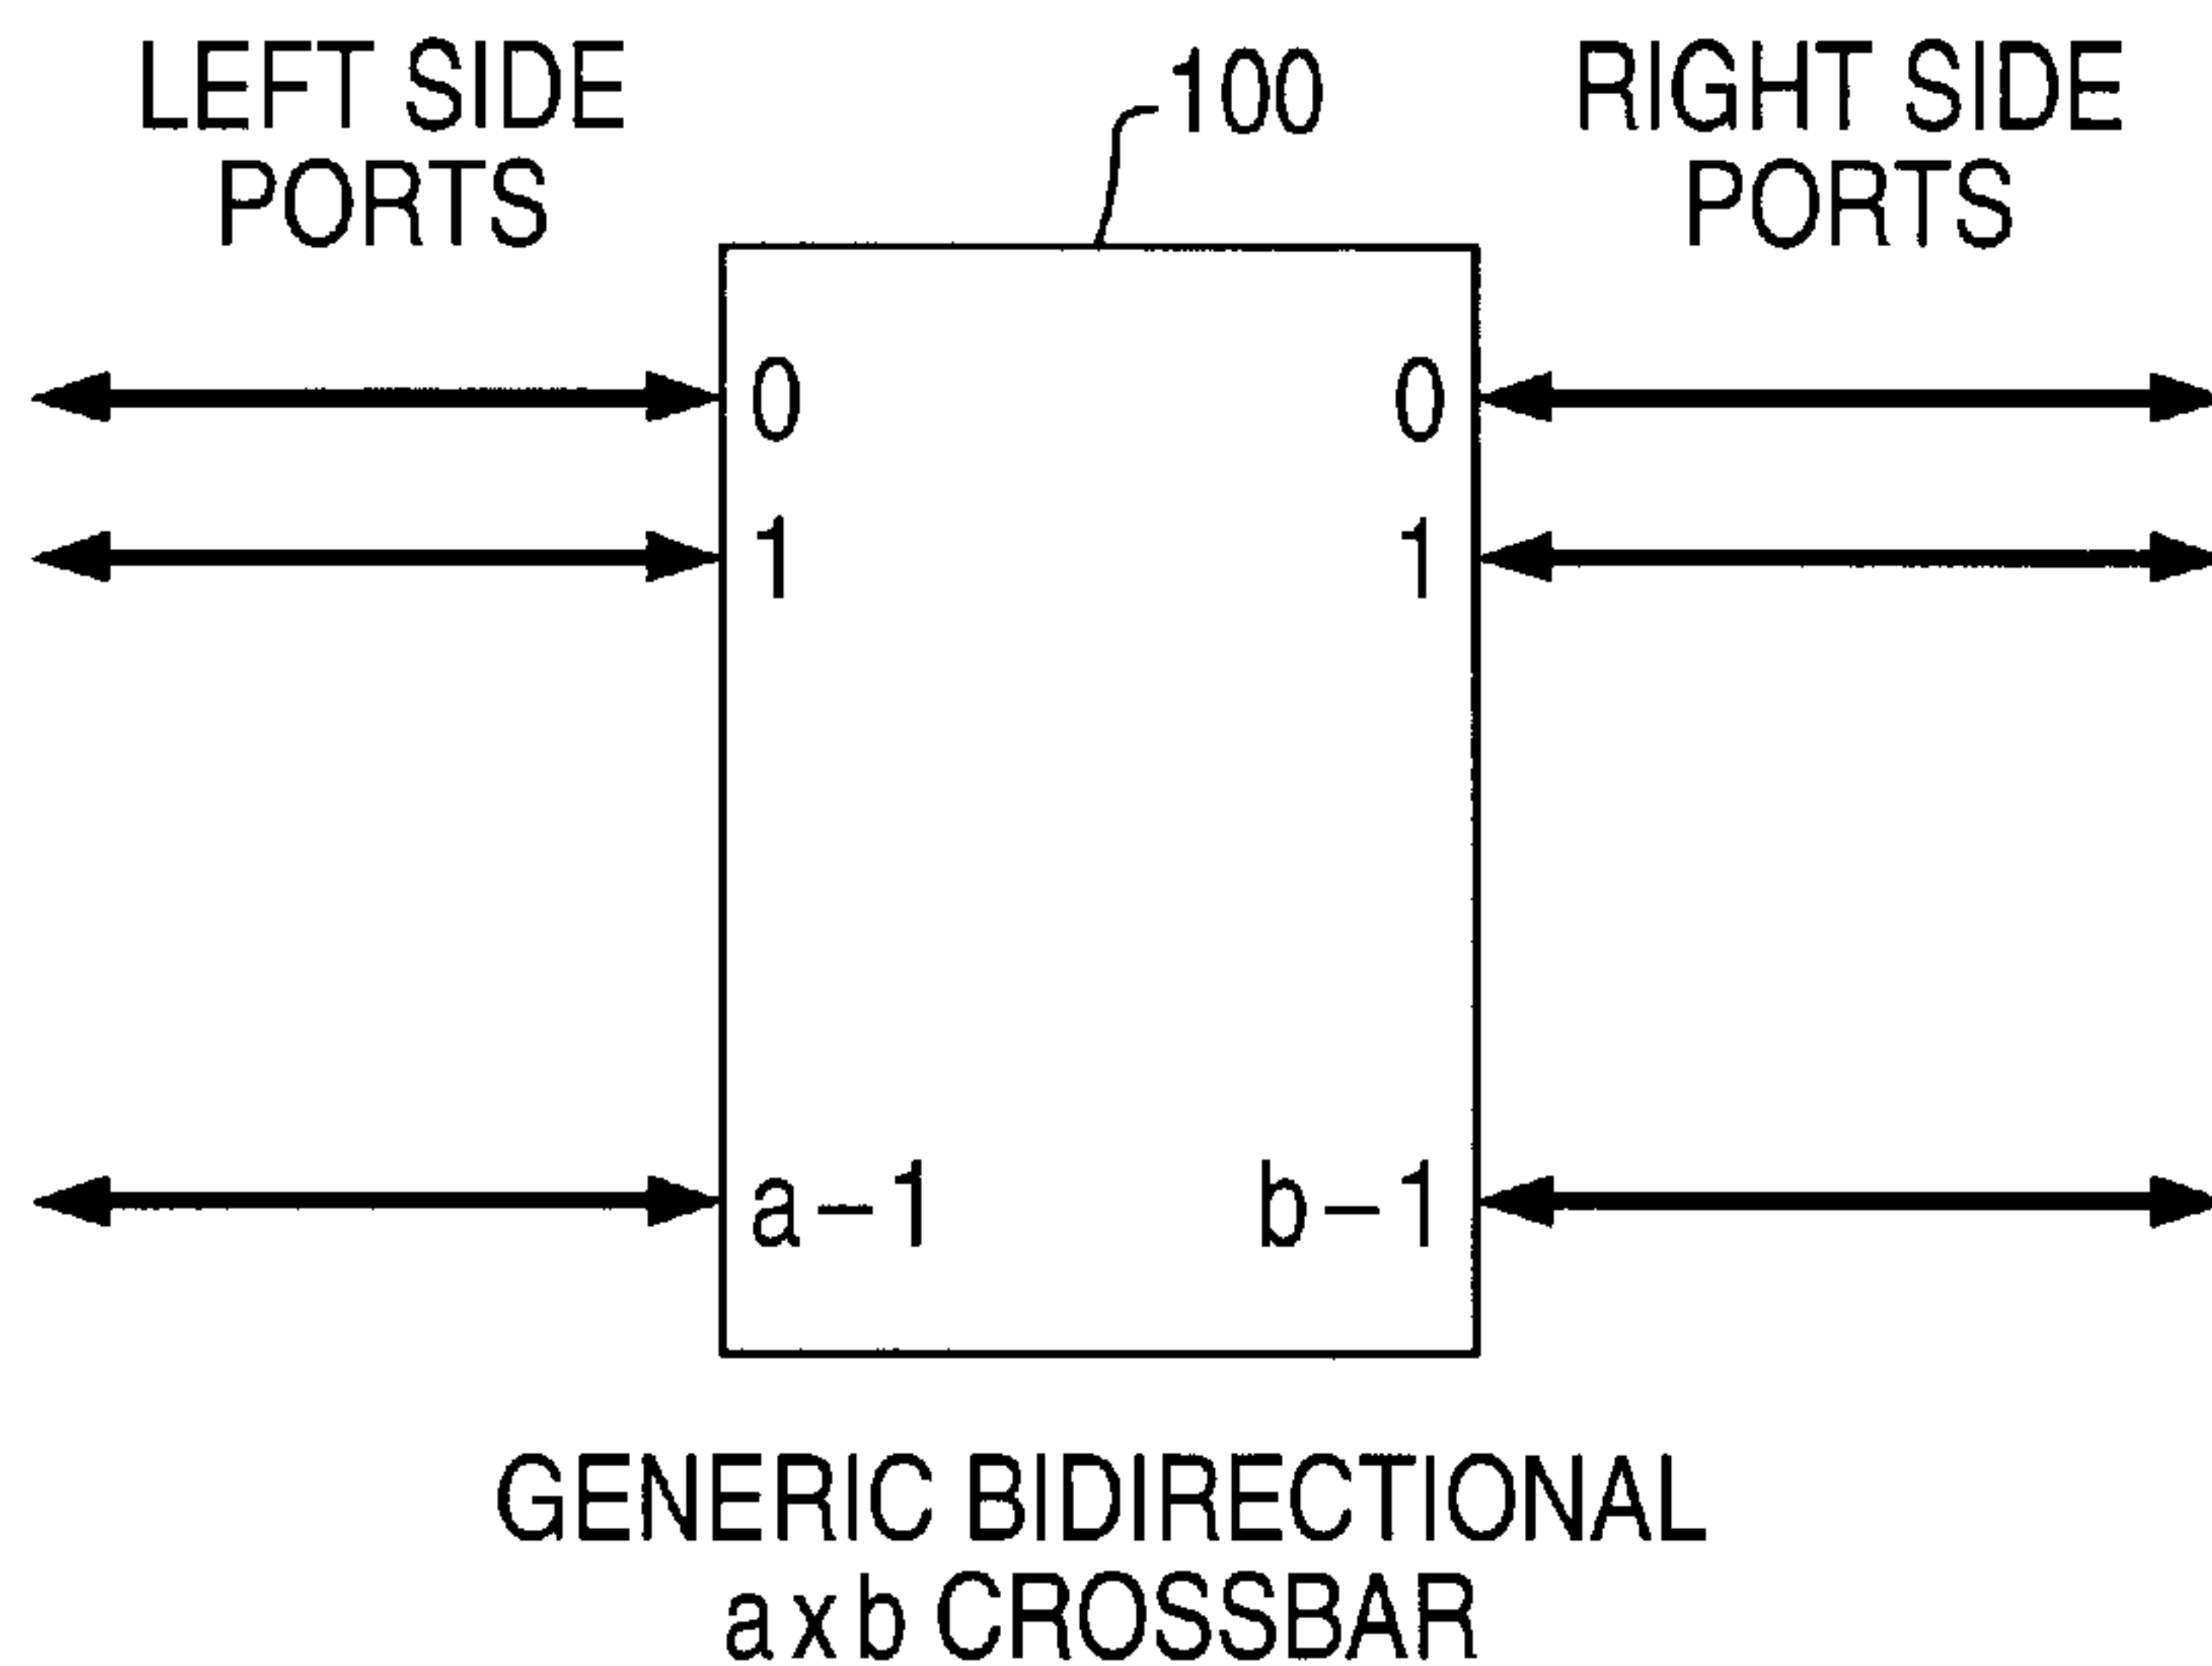 LEFT SIDE
PORTS
100
RIGHT SIDE
PORTS
0
0
1
1
a-1
b-1
GENERIC BIDIRECTIONAL
a x b CROSSBAR